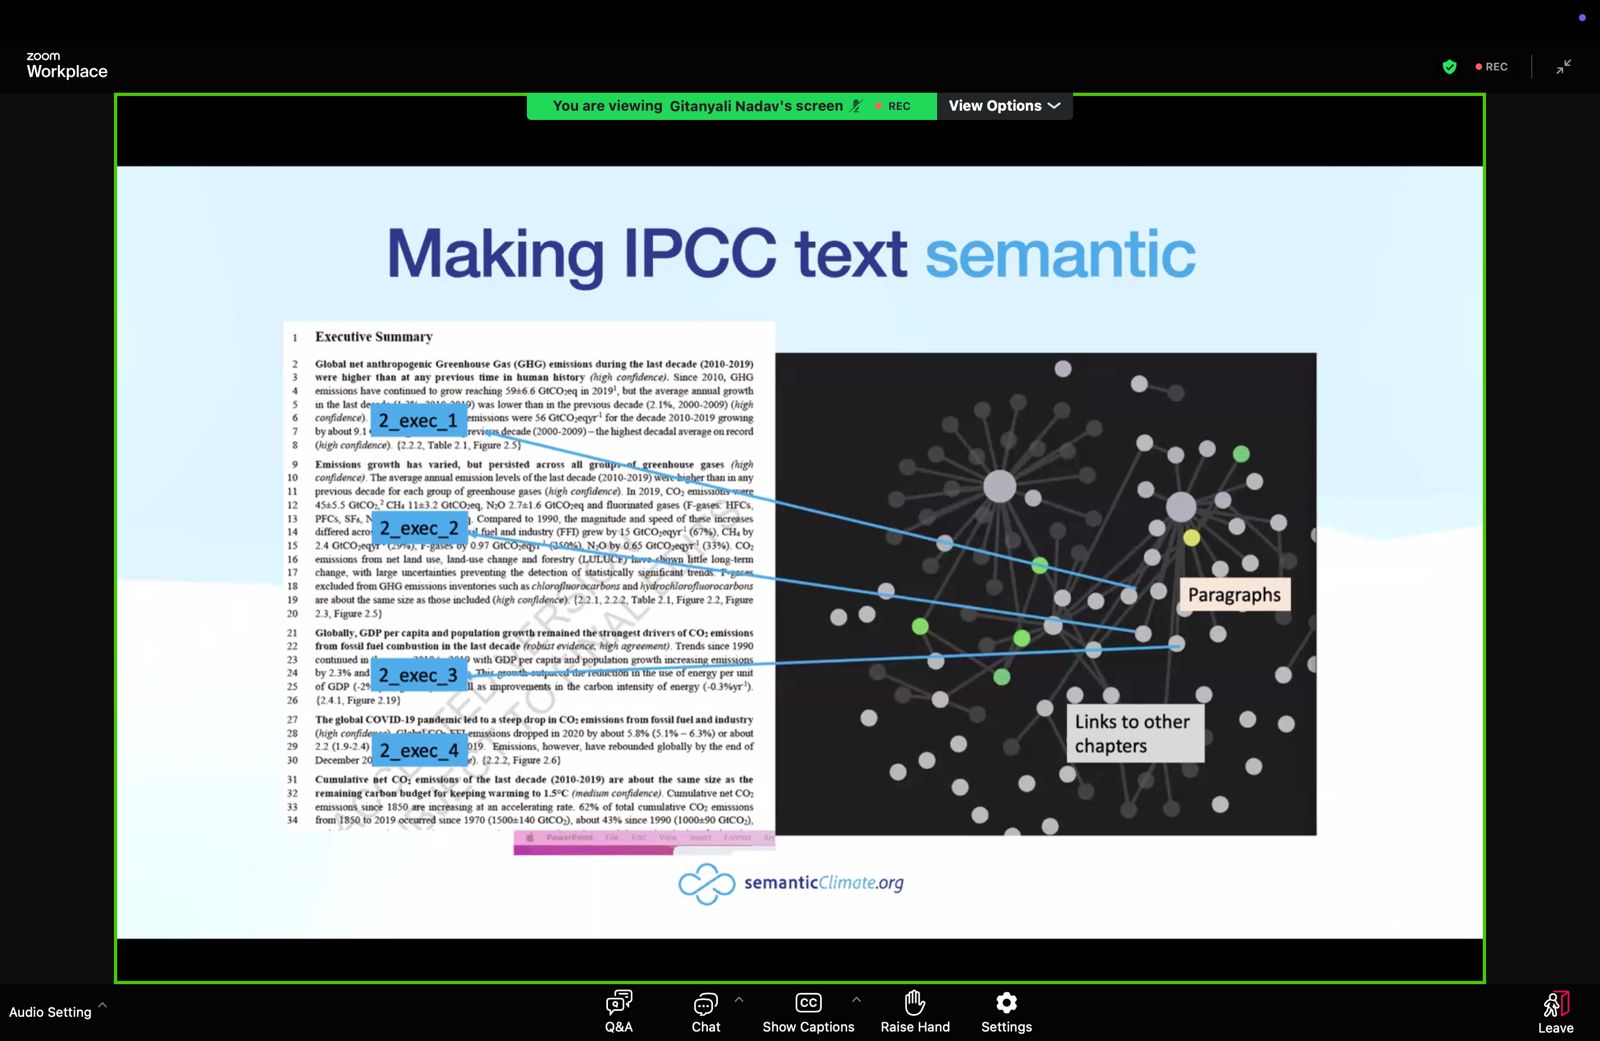 zoom
Workplace
REC
You are viewing Gitanyali Nadav's screen REC View Options
Making IPCC text semantic
1 Executive Summary
2 Global net anthropogenic Greenhouse Gas (GHG) emissions during the last decade (2010-2019)
3 were higher than at any previous time in human history (high confidence). Since 2010, GHG
4 emissions have continued to grow reaching 59±6.6 GtCO₂eq in 2019¹, but the average annual growth
5 in the last was lower than in the previous decade (2.1%, 2000-2009) (high
6 confidence). emissions were 56 GtCO₂eqyr⁻¹ for the decade 2010-2019 growing
7 by about 9.1 previous decade (2000-2009) – the highest decadal average on record
8 (high confidence). {2.2.2, Table 2.1, Figure 2.5}
2_exec_1
9 Emissions growth has varied, but persisted across all groups of greenhouse gases (high
10 confidence). The average annual emission levels of the last decade (2010-2019) were higher than in any
11 previous decade for each group of greenhouse gases (high confidence). In 2019, CO₂ emissions were
12 45±5.5 GtCO₂,² CH₄ 11±3.2 GtCO₂eq, N₂O 2.7±1.6 GtCO₂eq and fluorinated gases (F-gases: HFCs,
13 PFCs, SF₆, N Compared to 1990, the magnitude and speed of these increases
14 differed acro fuel and industry (FFI) grew by 15 GtCO₂eqyr⁻¹ (67%), CH₄ by
15 2.4 GtCO₂eqyr⁻¹ (29%), F-gases by 0.97 GtCO₂eqyr⁻¹ (250%), N₂O by 0.65 GtCO₂eqyr⁻¹ (33%). CO₂
16 emissions from net land use, land-use change and forestry (LULUCF) have shown little long-term
17 change, with large uncertainties preventing the detection of statistically significant trends. F-gases
18 excluded from GHG emissions inventories such as chlorofluorocarbons and hydrochlorofluorocarbons
19 are about the same size as those included (high confidence). {2.2.1, 2.2.2, Table 2.1, Figure 2.2, Figure
20 2.3, Figure 2.5}
2_exec_2
21 Globally, GDP per capita and population growth remained the strongest drivers of CO₂ emissions
22 from fossil fuel combustion in the last decade (robust evidence, high agreement). Trends since 1990
23 continued in with GDP per capita and population growth increasing emissions
24 by 2.3% and This growth outpaced the reduction in the use of energy per unit
25 of GDP (-2% as improvements in the carbon intensity of energy (-0.3%yr⁻¹).
26 {2.4.1, Figure 2.19}
2_exec_3
27 The global COVID-19 pandemic led to a steep drop in CO₂ emissions from fossil fuel and industry
28 (high confidence). Global CO₂-FFI emissions dropped in 2020 by about 5.8% (5.1% – 6.3%) or about
29 2.2 (1.9-2.4) 019. Emissions, however, have rebounded globally by the end of
30 December 20 {2.2.2, Figure 2.6}
2_exec_4
31 Cumulative net CO₂ emissions of the last decade (2010-2019) are about the same size as the
32 remaining carbon budget for keeping warming to 1.5°C (medium confidence). Cumulative net CO₂
33 emissions since 1850 are increasing at an accelerating rate. 62% of total cumulative CO₂ emissions
34 from 1850 to 2019 occurred since 1970 (1500±140 GtCO₂), about 43% since 1990 (1000±90 GtCO₂),
Paragraphs
Links to other
chapters
PowerPoint File Edit View Insert Format
semanticClimate.org
Audio Setting
Q&A
Chat
CC
Show Captions
Raise Hand
Settings
Leave